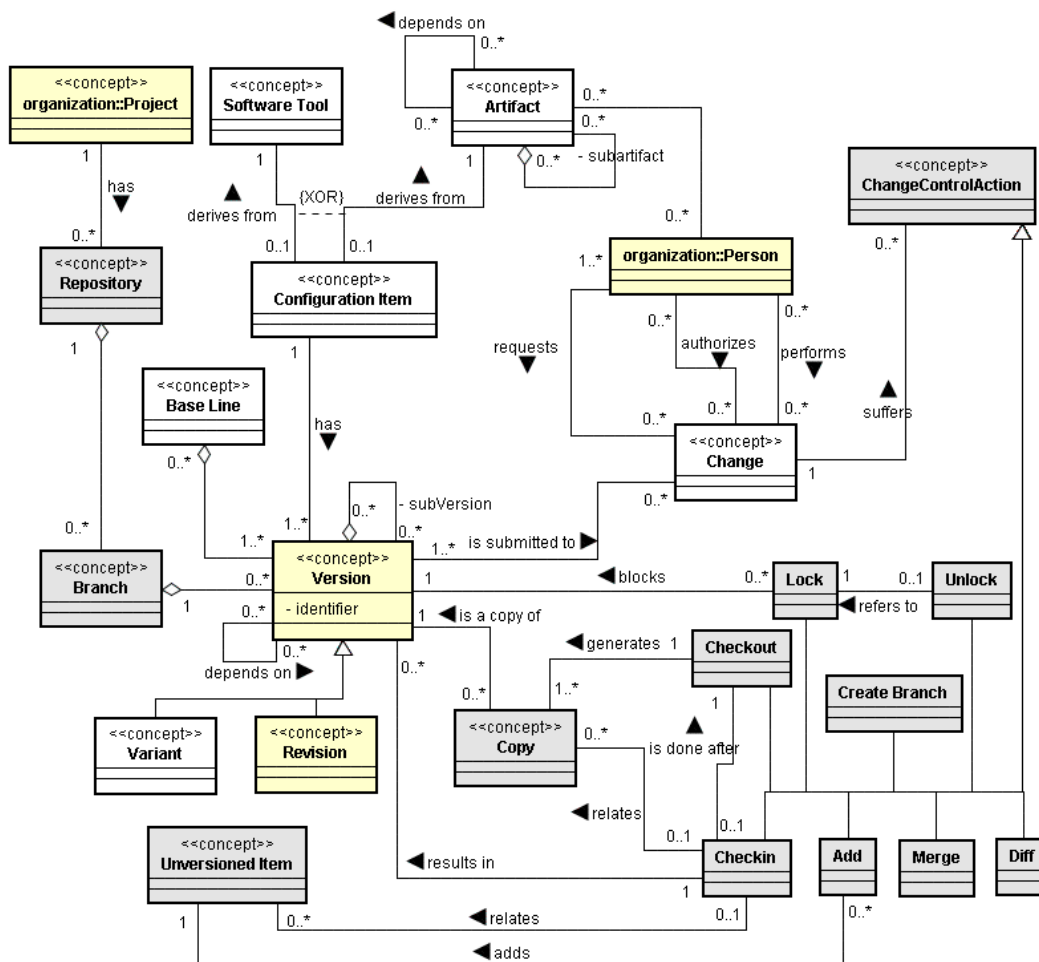 ◀ depends on
0..*
<<concept>>
organization::Project
<<concept>>
Software Tool
<<concept>>
Artifact
0..*
0..*
0..*
0..*
- subartifact
1
1
1
<<concept>>
ChangeControlAction
has
▼
▲
derives from
{XOR}
▲
derives from
0..*
0..*
0..1
0..1
0..*
1..*
<<concept>>
Repository
<<concept>>
Configuration Item
organization::Person
1
1
0..*
0..*
requests
▼
authorizes
▼
performs
▼
<<concept>>
Base Line
has
▼
▲
suffers
0..*
0..*
0..*
0..*
<<concept>>
Change
1
0..*
0..*
- subVersion
0..*
0..*
1..*
1..*
1..*
is submitted to ▶
<<concept>>
Branch
0..*
1
<<concept>>
Version
- identifier
1
◀ blocks
0..*
Lock
1
0..1
Unlock
◀ refers to
0..*
0..*
depends on ▶
1
◀ is a copy of
◀ generates
1
Checkout
0..*
0..*
1..*
1
Create Branch
<<concept>>
Variant
<<concept>>
Revision
<<concept>>
Copy
0..*
▲
is done after
◀ relates
0..1
0..1
<<concept>>
Unversioned Item
◀ results in
Checkin
Add
Merge
Diff
1
1
0..*
◀ relates
0..1
0..*
◀ adds